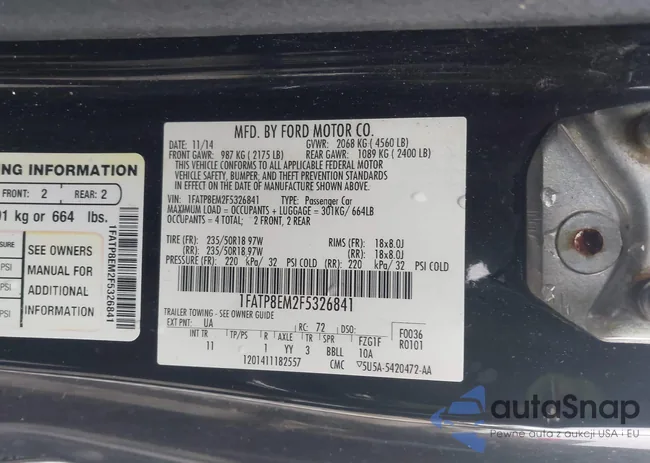 NG INFORMATION
FRONT: 2 REAR: 2
01 kg or 664 lbs.
SURE
PSI
PSI
PSI
SEE OWNERS
MANUAL FOR
ADDITIONAL
INFORMATION
1FATP8EM2F5326841
MFD. BY FORD MOTOR CO.
DATE: 11/14 GVWR: 2068 KG ( 4560 LB)
FRONT GAWR: 987 KG ( 2175 LB) REAR GAWR: 1089 KG ( 2400 LB)
THIS VEHICLE CONFORMS TO ALL APPLICABLE FEDERAL MOTOR
VEHICLE SAFETY, BUMPER, AND THEFT PREVENTION STANDARDS
IN EFFECT ON THE DATE OF MANUFACTURE SHOWN ABOVE.
VIN: 1FATP8EM2F5326841 TYPE: Passenger Car
MAXIMUM LOAD = OCCUPANTS + LUGGAGE = 301KG/ 664LB
OCCUPANTS = 4 TOTAL; 2 FRONT, 2 REAR
TIRE (FR): 235/50R18 97W RIMS (FR): 18x8.0J
(RR): 235/50R18 97W (RR): 18x8.0J
PRESSURE (FR): 220 kPa/ 32 PSI COLD (RR): 220 kPa/ 32 PSI COLD
1FATP8EM2F5326841
TRAILER TOWING - SEE OWNER GUIDE
EXT PNT: UA RC: 72 DSO: F0036
INT TR TP/PS R AXLE TR SPR FZG1F R0101
11 1 YY 3 BBLL 10A
1201411182557 CMC ▽5U5A-5420472-AA
autoSnap
Pewne auta z aukcji USA i EU